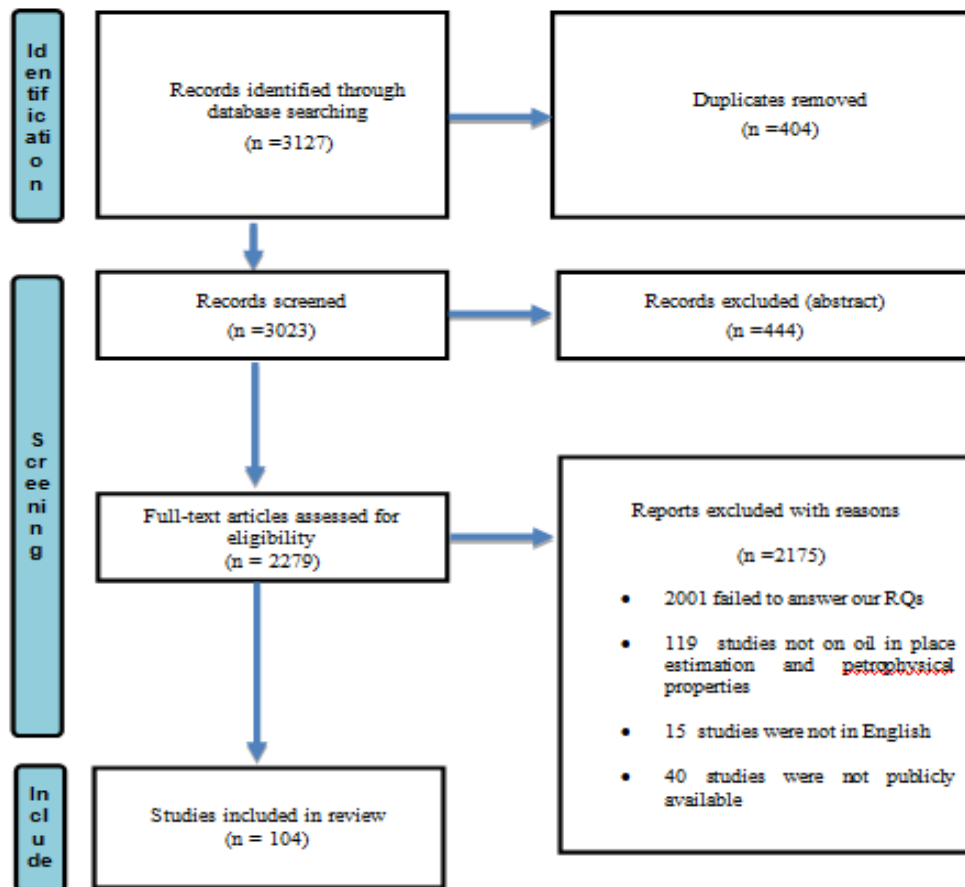 Id
en
tif
ic
ati
o
n
Records identified through
database searching
(n =3127)
Duplicates removed
(n =404)
S
cr
ee
ni
n
g
Records screened
(n =3023)
Records excluded (abstract)
(n =444)
Full-text articles assessed for
eligibility
(n = 2279)
Reports excluded with reasons
(n =2175)
• 2001 failed to answer our RQs
• 119 studies not on oil in place
estimation and petrophysical
properties
• 15 studies were not in English
• 40 studies were not publicly
available
In
cl
u
de
Studies included in review
(n = 104)